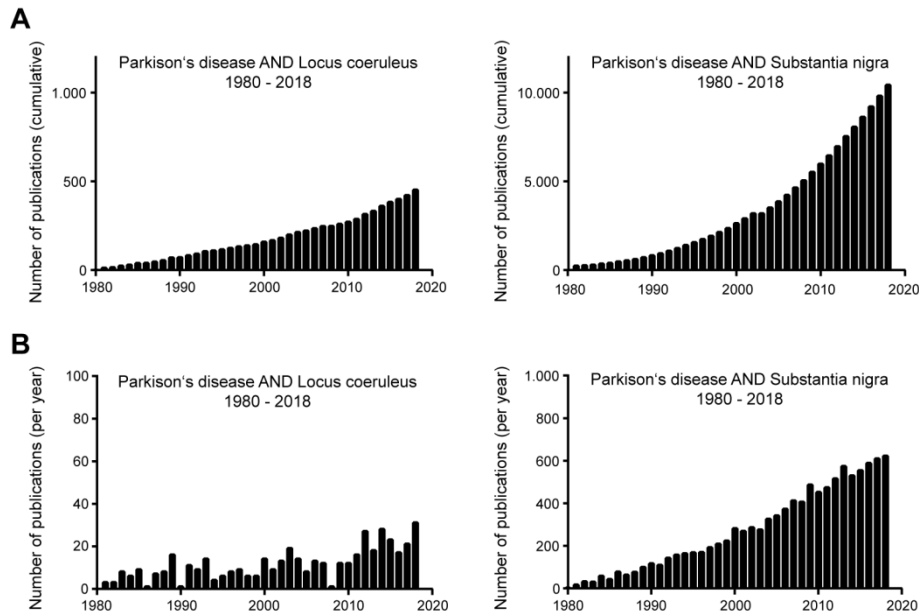 A
Parkison‘s disease AND Locus coeruleus
1980 - 2018
Number of publications (cumulative)
1.000
500
0
1980
1990
2000
2010
2020
Parkison‘s disease AND Substantia nigra
1980 - 2018
Number of publications (cumulative)
10.000
5.000
0
1980
1990
2000
2010
2020
B
Parkison‘s disease AND Locus coeruleus
1980 - 2018
Number of publications (per year)
100
80
60
40
20
0
1980
1990
2000
2010
2020
Parkison‘s disease AND Substantia nigra
1980 - 2018
Number of publications (per year)
1.000
800
600
400
200
0
1980
1990
2000
2010
2020